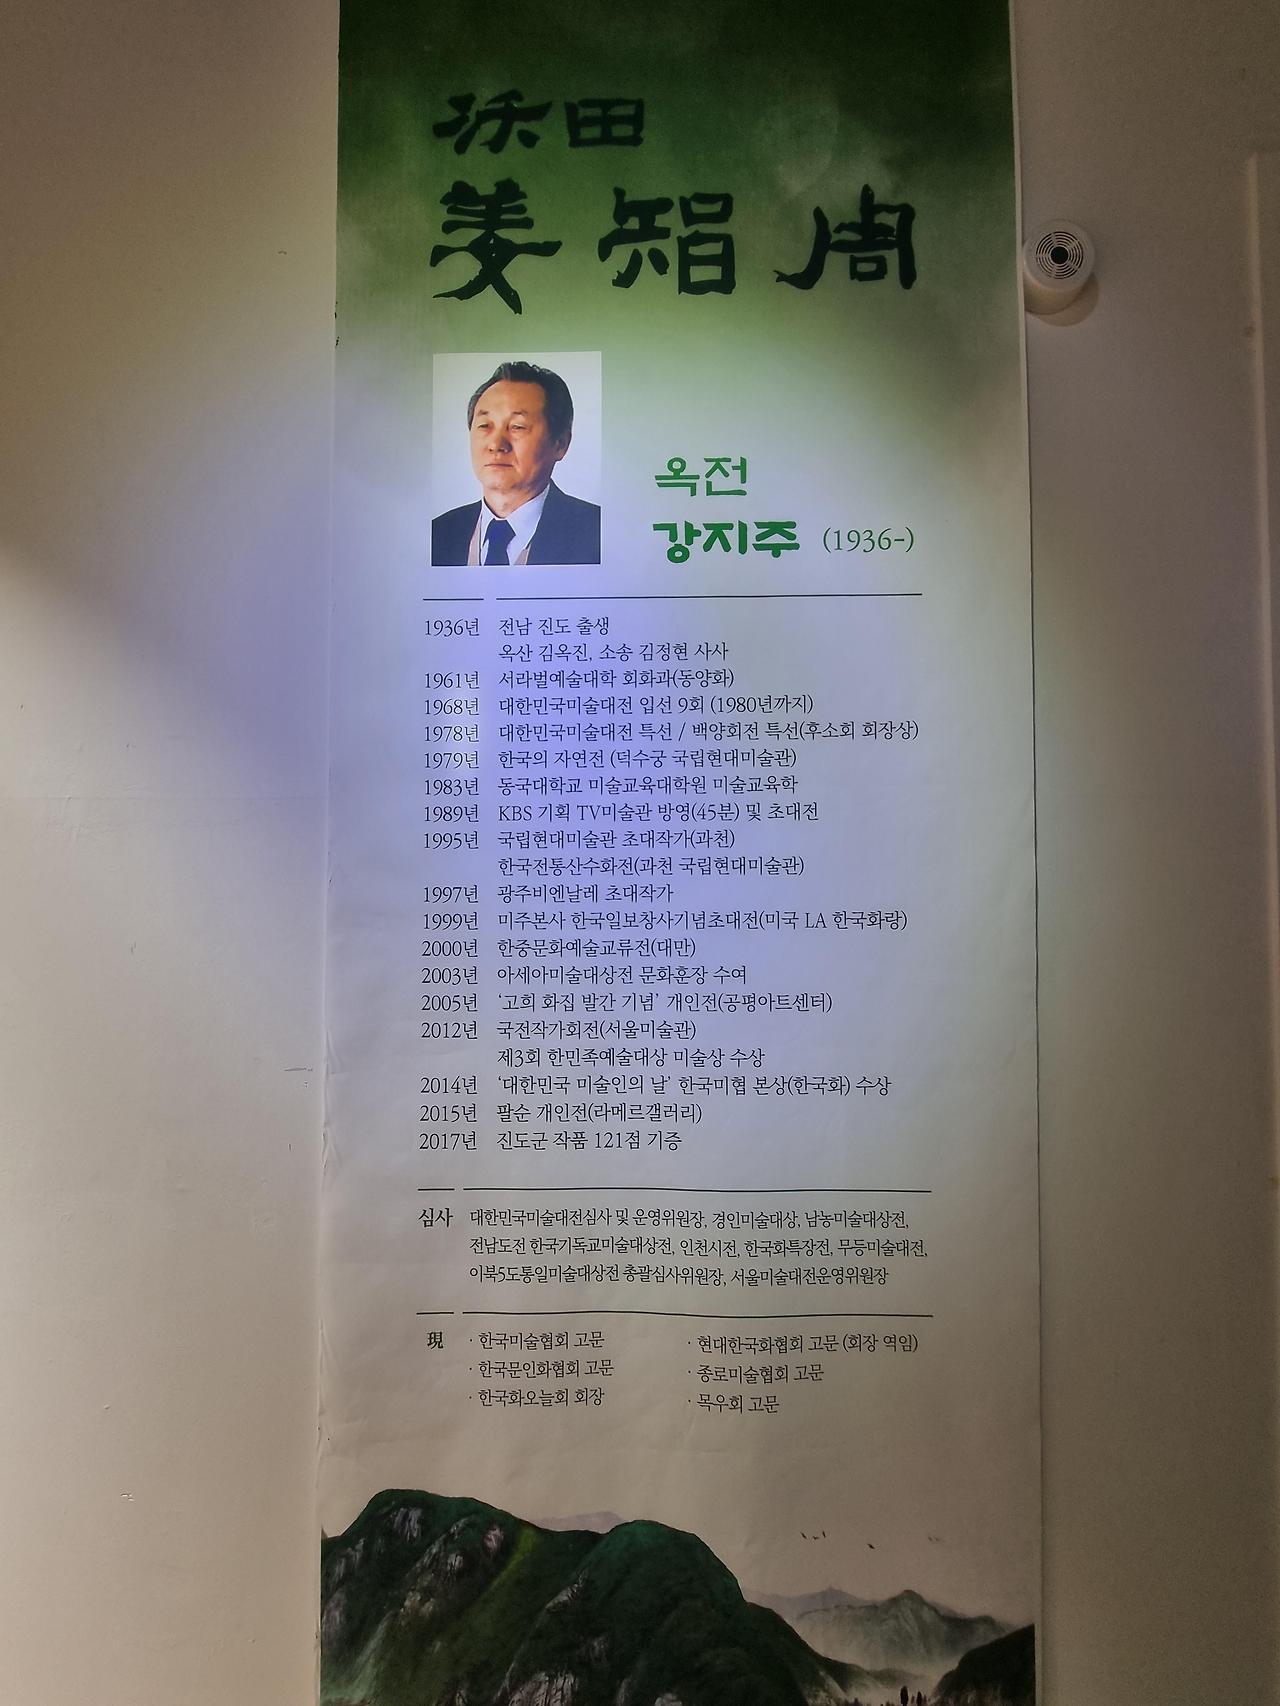 沃田
姜智周
옥전
강지주 (1936-)
1936년 전남 진도 출생
옥산 김옥진, 소송 김정현 사사
1961년 서라벌예술대학 회화과(동양화)
1968년 대한민국미술대전 입선 9회 (1980년까지)
1978년 대한민국미술대전 특선 / 백양회전 특선(후소회 회장상)
1979년 한국의 자연전 (덕수궁 국립현대미술관)
1983년 동국대학교 미술교육대학원 미술교육학
1989년 KBS 기획 TV미술관 방영(45분) 및 초대전
1995년 국립현대미술관 초대작가(과천)
한국전통산수화전(과천 국립현대미술관)
1997년 광주비엔날레 초대작가
1999년 미주본사 한국일보창사기념초대전(미국 LA 한국화랑)
2000년 한중문화예술교류전(대만)
2003년 아세아미술대상전 문화훈장 수여
2005년 ‘고희 화집 발간 기념’ 개인전(공평아트센터)
2012년 국전작가회전(서울미술관)
제3회 한민족예술대상 미술상 수상
2014년 ‘대한민국 미술인의 날’ 한국미협 본상(한국화) 수상
2015년 팔순 개인전(라메르갤러리)
2017년 진도군 작품 121점 기증
심사 대한민국미술대전심사 및 운영위원장, 경인미술대상, 남농미술대상전,
전남도전 한국기독교미술대상전, 인천시전, 한국화특장전, 무등미술대전,
이북5도통일미술대상전 총괄심사위원장, 서울미술대전운영위원장
現 · 한국미술협회 고문 · 현대한국화협회 고문 (회장 역임)
· 한국문인화협회 고문 · 종로미술협회 고문
· 한국화오늘회 회장 · 목우회 고문